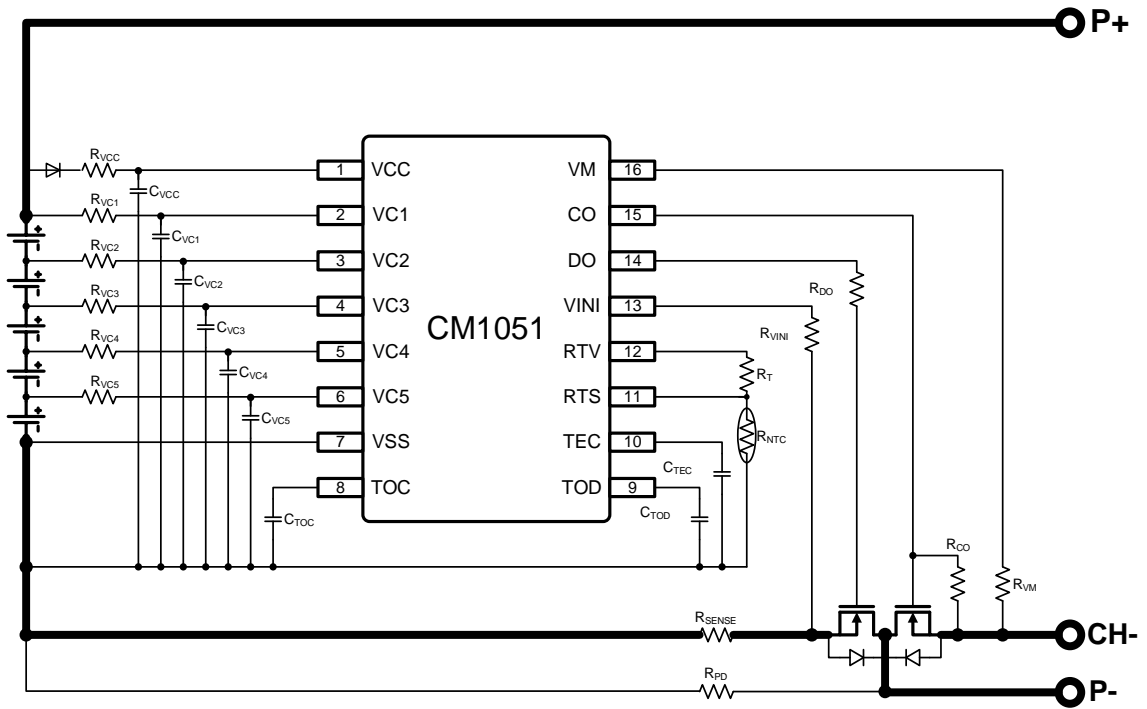 P+
RVCC
CVCC
1 VCC
VM 16
RVC1
CVC1
2 VC1
CO 15
RVC2
CVC2
3 VC2
DO 14
RDO
RVC3
CVC3
4 VC3
VINI 13
RVINI
CM1051
RVC4
CVC4
5 VC4
RTV 12
RT
RVC5
CVC5
6 VC5
RTS 11
RNTC
7 VSS
TEC 10
CTEC
8 TOC
TOD 9
CTOC
CTOD
RCO
RVM
RSENSE
CH-
RPD
P-